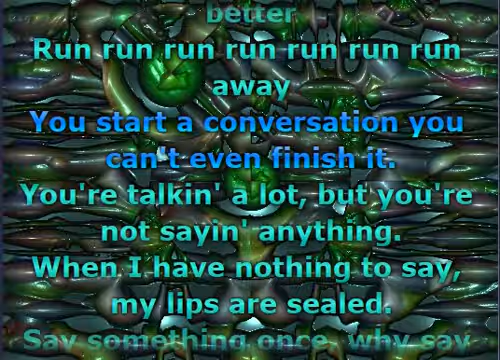 better
Run run run run run run run
away
You start a conversation you
can't even finish it.
You're talkin' a lot, but you're
not sayin' anything.
When I have nothing to say,
my lips are sealed.
Say something once, why say